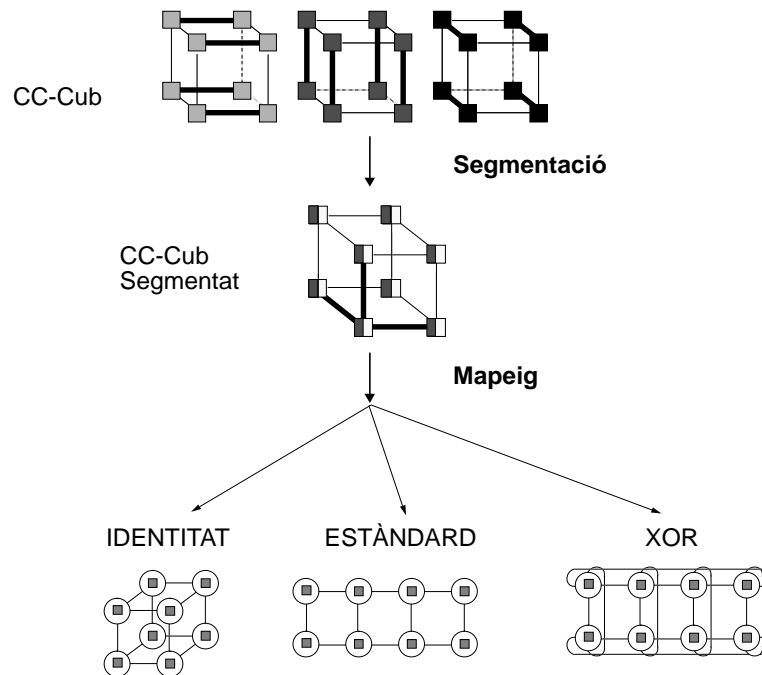 CC-Cub
Segmentació
CC-Cub
Segmentat
Mapeig
IDENTITAT
ESTÀNDARD
XOR